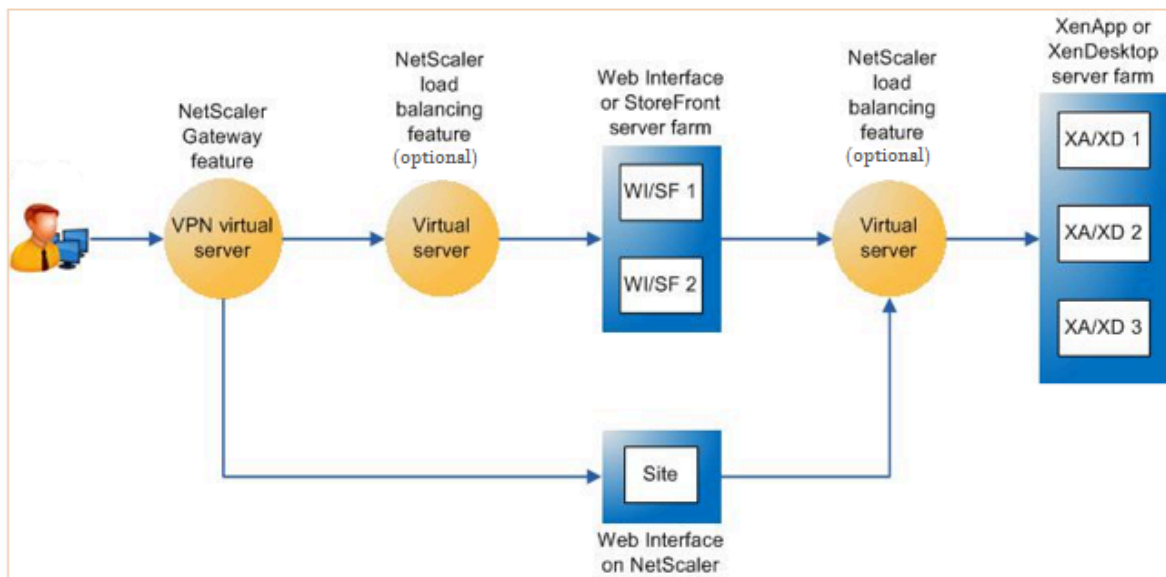 NetScaler
Gateway
feature
VPN virtual
server
NetScaler
load
balancing
feature
(optional)
Virtual
server
Web Interface
or StoreFront
server farm
WI/SF 1
WI/SF 2
NetScaler
load
balancing
feature
(optional)
Virtual
server
XenApp or
XenDesktop
server farm
XA/XD 1
XA/XD 2
XA/XD 3
Site
Web Interface
on NetScaler